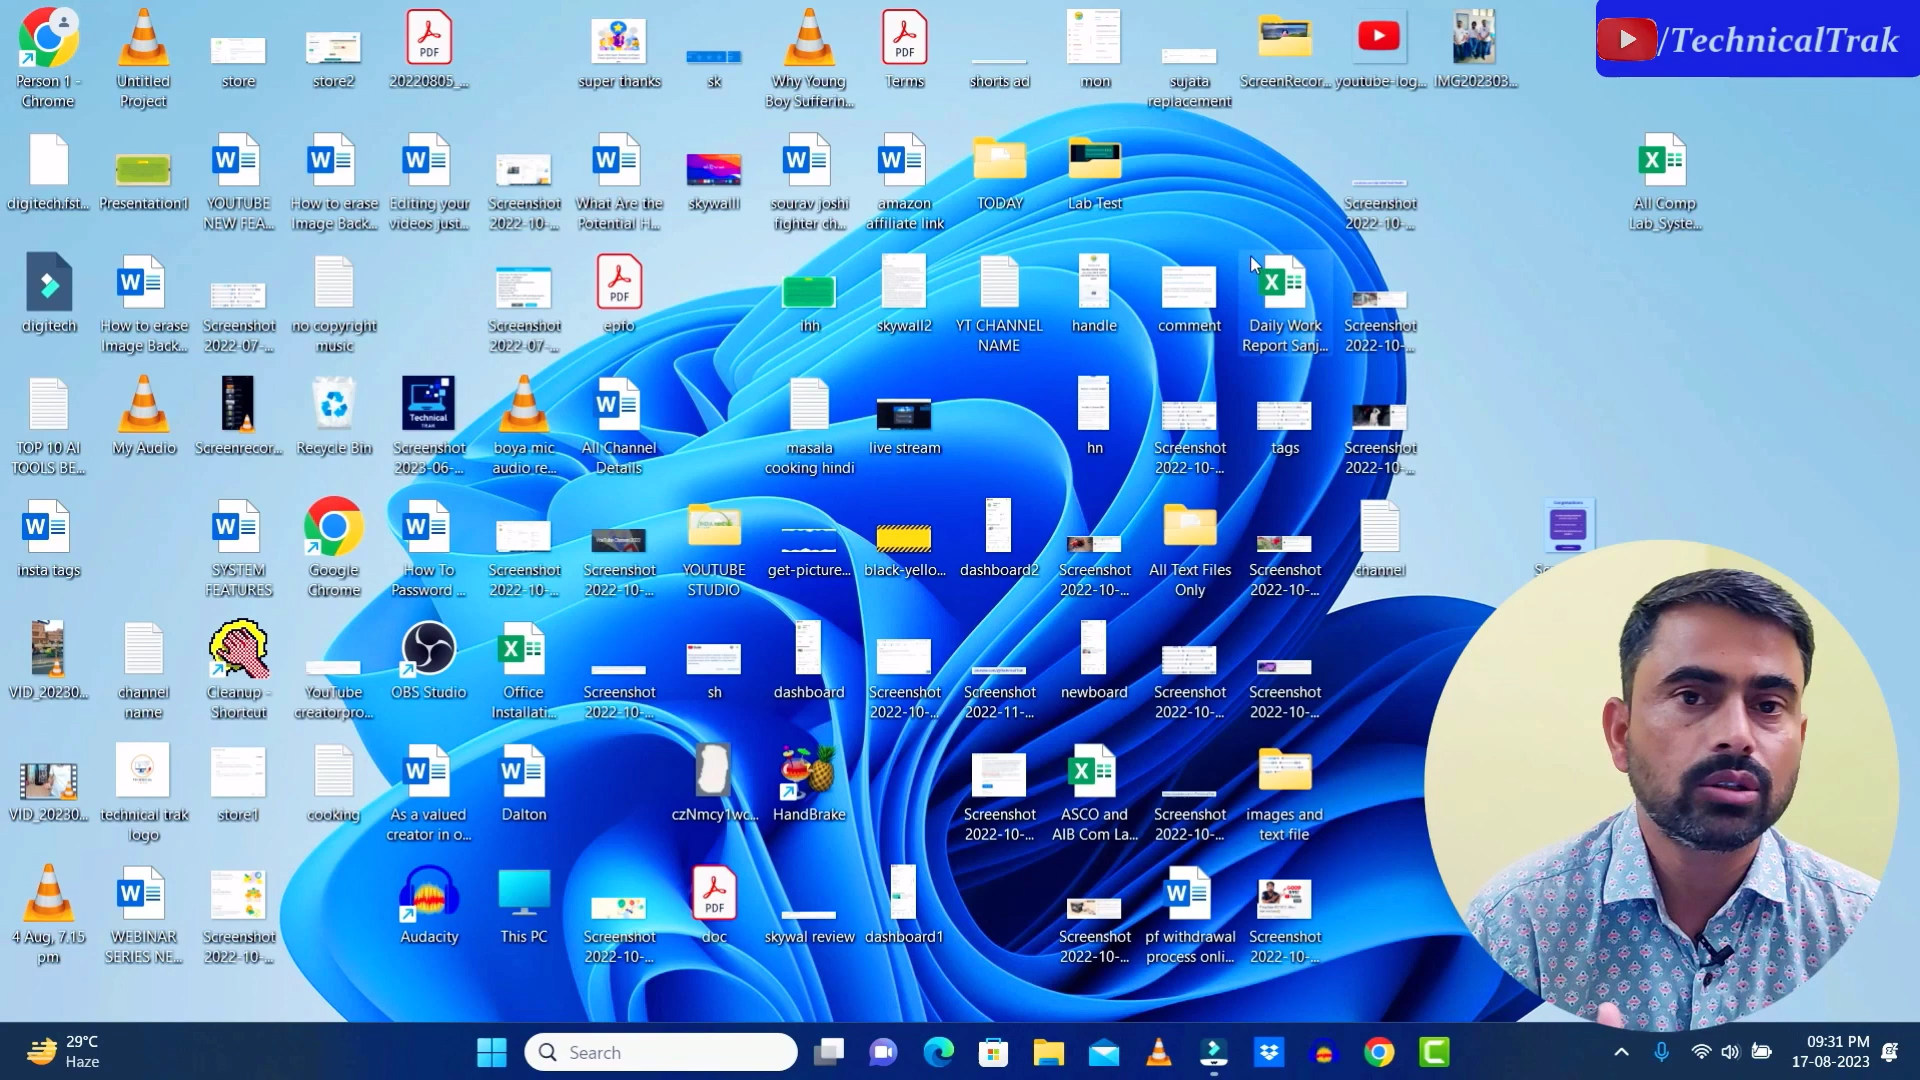 /TechnicalTrak
Person 1 -
Chrome
Untitled
Project
store
store2
20220805_...
super thanks
sk
Why Young
Boy Sufferin...
Terms
shorts ad
mon
sujata
replacement
ScreenRecor...
youtube-log...
IMG202303...
digitech.fst...
Presentation1
YOUTUBE
NEW FEA...
How to erase
Image Back...
Editing your
videos just...
Screenshot
2022-10-...
What Are the
Potential H...
skywall!
sourav joshi
fighter ch...
amazon
affiliate link
TODAY
Lab Test
Screenshot
2022-10-...
All Comp
Lab_Syste...
digitech
How to erase
Image Back...
Screenshot
2022-07-...
no copyright
music
Screenshot
2022-07-...
PDF
epfo
ihh
skywall2
YT CHANNEL
NAME
handle
comment
Daily Work
Report Sanj...
Screenshot
2022-10-...
TOP 10 AI
TOOLS BE...
My Audio
Screenrecor...
Recycle Bin
Technical
TRAK
Screenshot
2023-06-...
boya mic
audio re...
All Channel
Details
masala
cooking hindi
live stream
hn
Screenshot
2022-10-...
tags
Screenshot
2022-10-...
insta tags
SYSTEM
FEATURES
Google
Chrome
How To
Password ...
Screenshot
2022-10-...
Screenshot
2022-10-...
YOUTUBE
STUDIO
get-picture...
black-yello...
dashboard2
Screenshot
2022-10-...
All Text Files
Only
Screenshot
2022-10-...
channel
VID_20230...
channel
name
Cleanup -
Shortcut
YouTube
creatorpro...
OBS Studio
Office
Installati...
Screenshot
2022-10-...
sh
dashboard
Screenshot
2022-10-...
Screenshot
2022-11-...
newboard
Screenshot
2022-10-...
Screenshot
2022-10-...
VID_20230...
technical trak
logo
store1
cooking
As a valued
creator in o...
Dalton
czNmcy1wc...
HandBrake
Screenshot
2022-10-...
ASCO and
AIB Com La...
Screenshot
2022-10-...
images and
text file
4 Aug, 7.15
pm
WEBINAR
SERIES NE...
Screenshot
2022-10-...
Audacity
This PC
Screenshot
2022-10-...
PDF
doc
skywal review
dashboard1
Screenshot
2022-10-...
pf withdrawal
process onli...
Screenshot
2022-10-...
29°C
Haze
Search
09:31 PM
17-08-2023